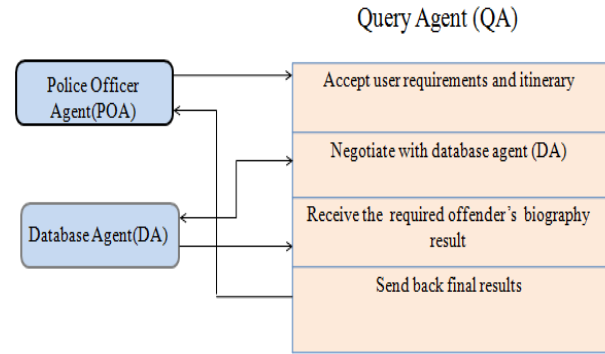 Query Agent (QA)
Police Officer
Agent(POA)
Accept user requirements and itinerary
Negotiate with database agent (DA)
Database Agent(DA)
Receive the required offender's biography
result
Send back final results